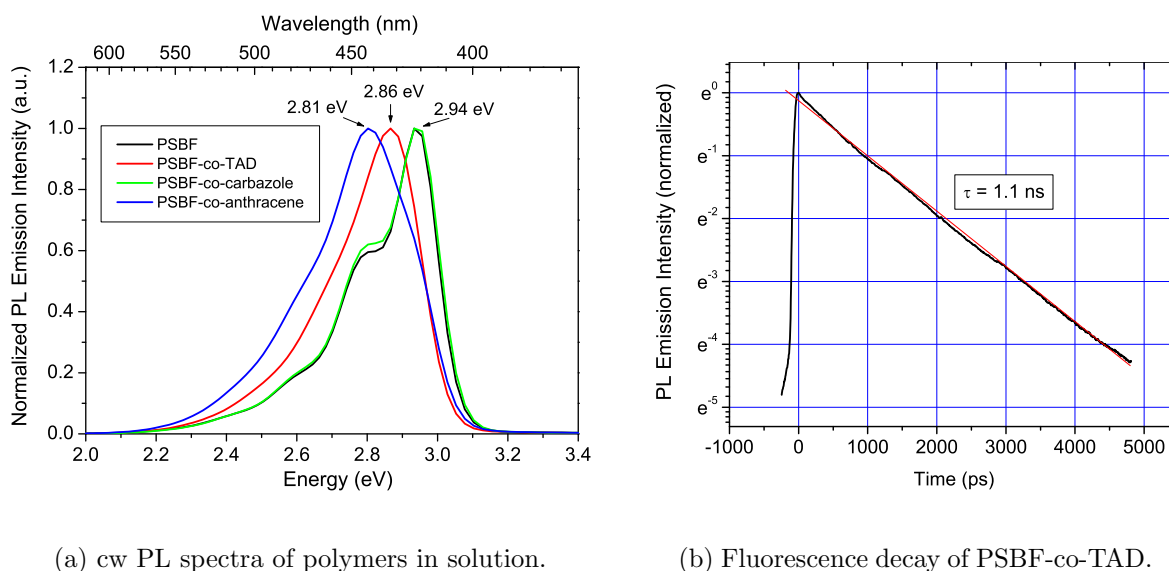 Wavelength (nm)
600 550 500 450 400
Normalized PL Emission Intensity (a.u.)
1.2
1.0
0.8
0.6
0.4
0.2
0.0
2.81 eV
2.86 eV
2.94 eV
PSBF
PSBF-co-TAD
PSBF-co-carbazole
PSBF-co-anthracene
2.0 2.2 2.4 2.6 2.8 3.0 3.2 3.4
Energy (eV)
(a) cw PL spectra of polymers in solution.
PL Emission Intensity (normalized)
e⁰
e⁻¹
e⁻²
e⁻³
e⁻⁴
e⁻⁵
τ = 1.1 ns
-1000 0 1000 2000 3000 4000 5000
Time (ps)
(b) Fluorescence decay of PSBF-co-TAD.